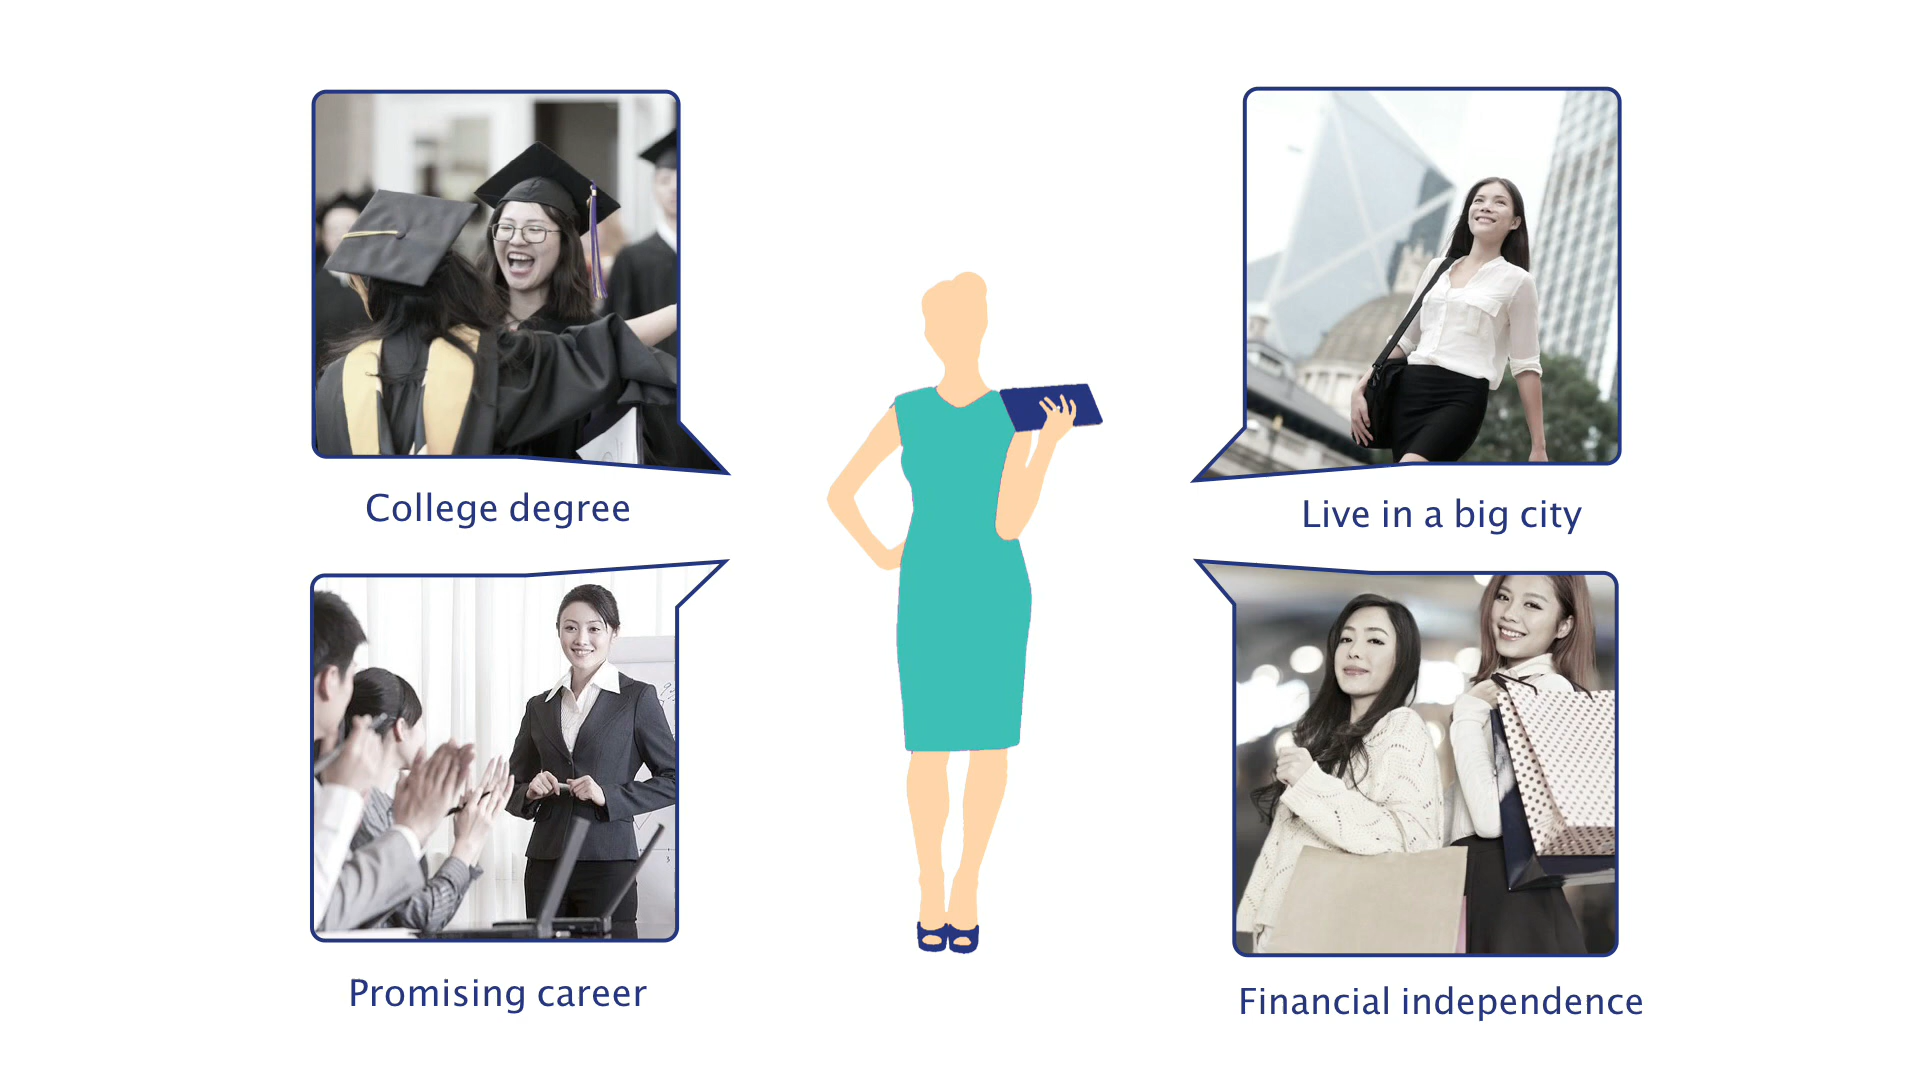 College degree
Live in a big city
Promising career
Financial independence